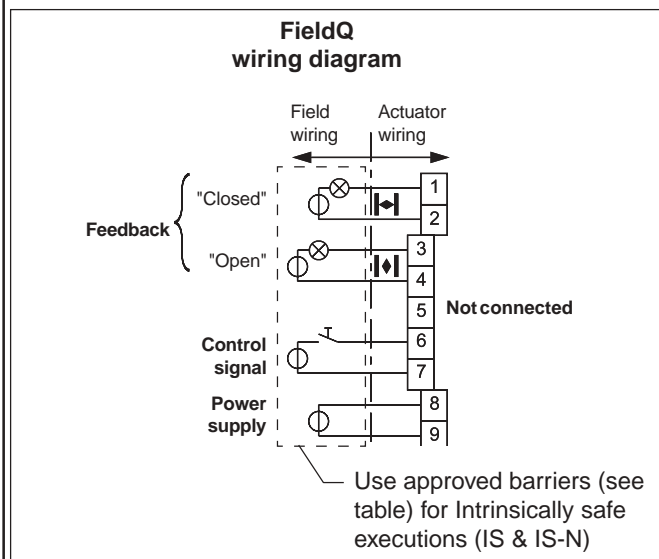 FieldQ
wiring diagram
Field
wiring
Actuator
wiring
Feedback
"Closed"
1
2
"Open"
3
4
5
Not connected
Control
signal
6
7
Power
supply
8
9
Use approved barriers (see
table) for Intrinsically safe
executions (IS & IS-N)